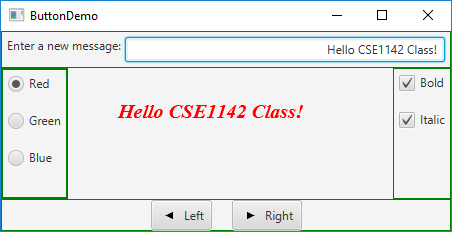 ButtonDemo
Enter a new message: Hello CSE1142 Class!
Red
Bold
Hello CSE1142 Class!
Green
Italic
Blue
Left Right